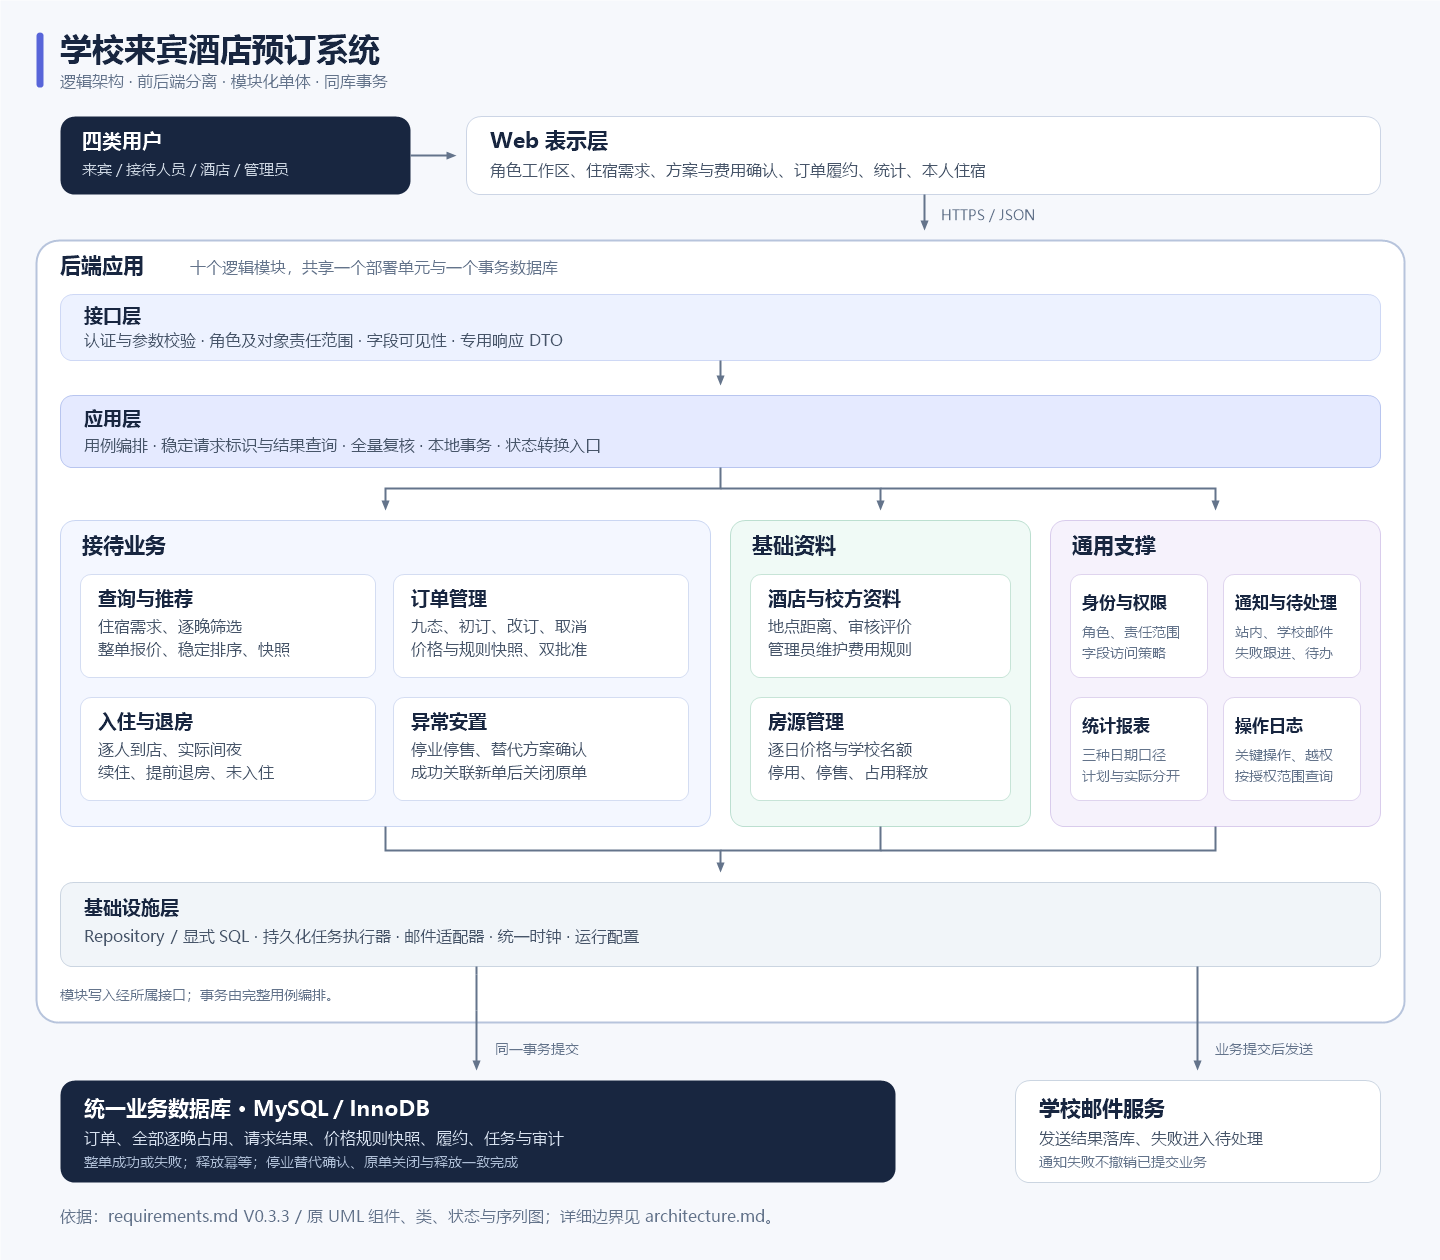 学校来宾酒店预订系统
逻辑架构 · 前后端分离 · 模块化单体 · 同库事务
四类用户
来宾 / 接待人员 / 酒店 / 管理员
Web 表示层
角色工作区、住宿需求、方案与费用确认、订单履约、统计、本人住宿
HTTPS / JSON
后端应用
十个逻辑模块，共享一个部署单元与一个事务数据库
接口层
认证与参数校验 · 角色及对象责任范围 · 字段可见性 · 专用响应 DTO
应用层
用例编排 · 稳定请求标识与结果查询 · 全量复核 · 本地事务 · 状态转换入口
接待业务
查询与推荐
住宿需求、逐晚筛选
整单报价、稳定排序、快照
订单管理
九态、初订、改订、取消
价格与规则快照、双批准
入住与退房
逐人到店、实际间夜
续住、提前退房、未入住
异常安置
停业停售、替代方案确认
成功关联新单后关闭原单
基础资料
酒店与校方资料
地点距离、审核评价
管理员维护费用规则
房源管理
逐日价格与学校名额
停用、停售、占用释放
通用支撑
身份与权限
角色、责任范围
字段访问策略
通知与待处理
站内、学校邮件
失败跟进、待办
统计报表
三种日期口径
计划与实际分开
操作日志
关键操作、越权
按授权范围查询
基础设施层
Repository / 显式 SQL · 持久化任务执行器 · 邮件适配器 · 统一时钟 · 运行配置
模块写入经所属接口；事务由完整用例编排。
同一事务提交
业务提交后发送
统一业务数据库 • MySQL / InnoDB
订单、全部逐晚占用、请求结果、价格规则快照、履约、任务与审计
整单成功或失败；释放幂等；停业替代确认、原单关闭与释放一致完成
学校邮件服务
发送结果落库、失败进入待处理
通知失败不撤销已提交业务
依据：requirements.md V0.3.3 / 原 UML 组件、类、状态与序列图；详细边界见 architecture.md。